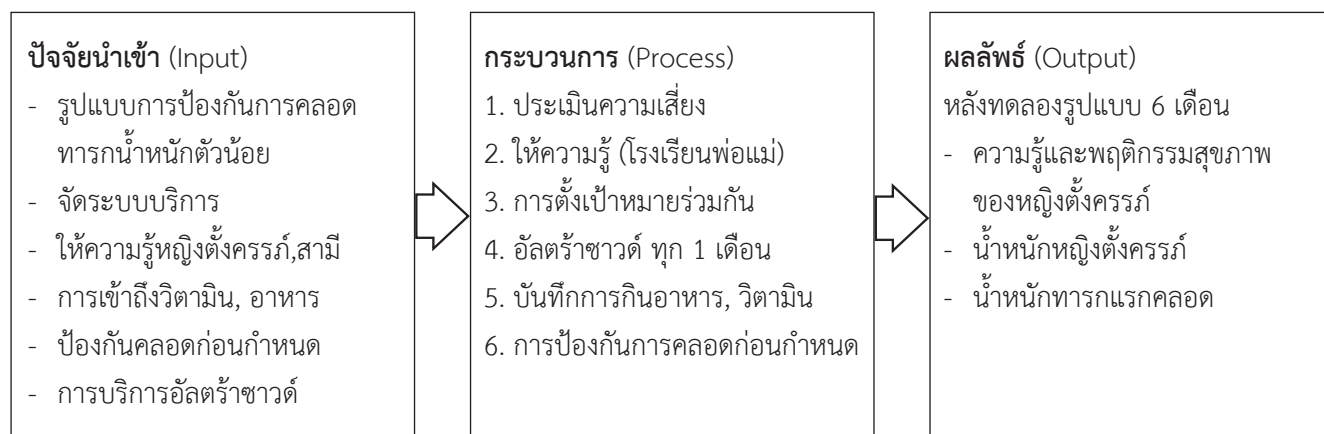 ปัจจัยนำเข้า (Input)
- รูปแบบการป้องกันการคลอด
ทารกน้ำหนักตัวน้อย
- จัดระบบบริการ
- ให้ความรู้หญิงตั้งครรภ์,สามี
- การเข้าถึงวิตามิน, อาหาร
- ป้องกันคลอดก่อนกำหนด
- การบริการอัลตร้าซาวด์
กระบวนการ (Process)
1. ประเมินความเสี่ยง
2. ให้ความรู้ (โรงเรียนพ่อแม่)
3. การตั้งเป้าหมายร่วมกัน
4. อัลตร้าซาวด์ ทุก 1 เดือน
5. บันทึกการกินอาหาร, วิตามิน
6. การป้องกันการคลอดก่อนกำหนด
ผลลัพธ์ (Output)
หลังทดลองรูปแบบ 6 เดือน
- ความรู้และพฤติกรรมสุขภาพ
ของหญิงตั้งครรภ์
- น้ำหนักหญิงตั้งครรภ์
- น้ำหนักทารกแรกคลอด